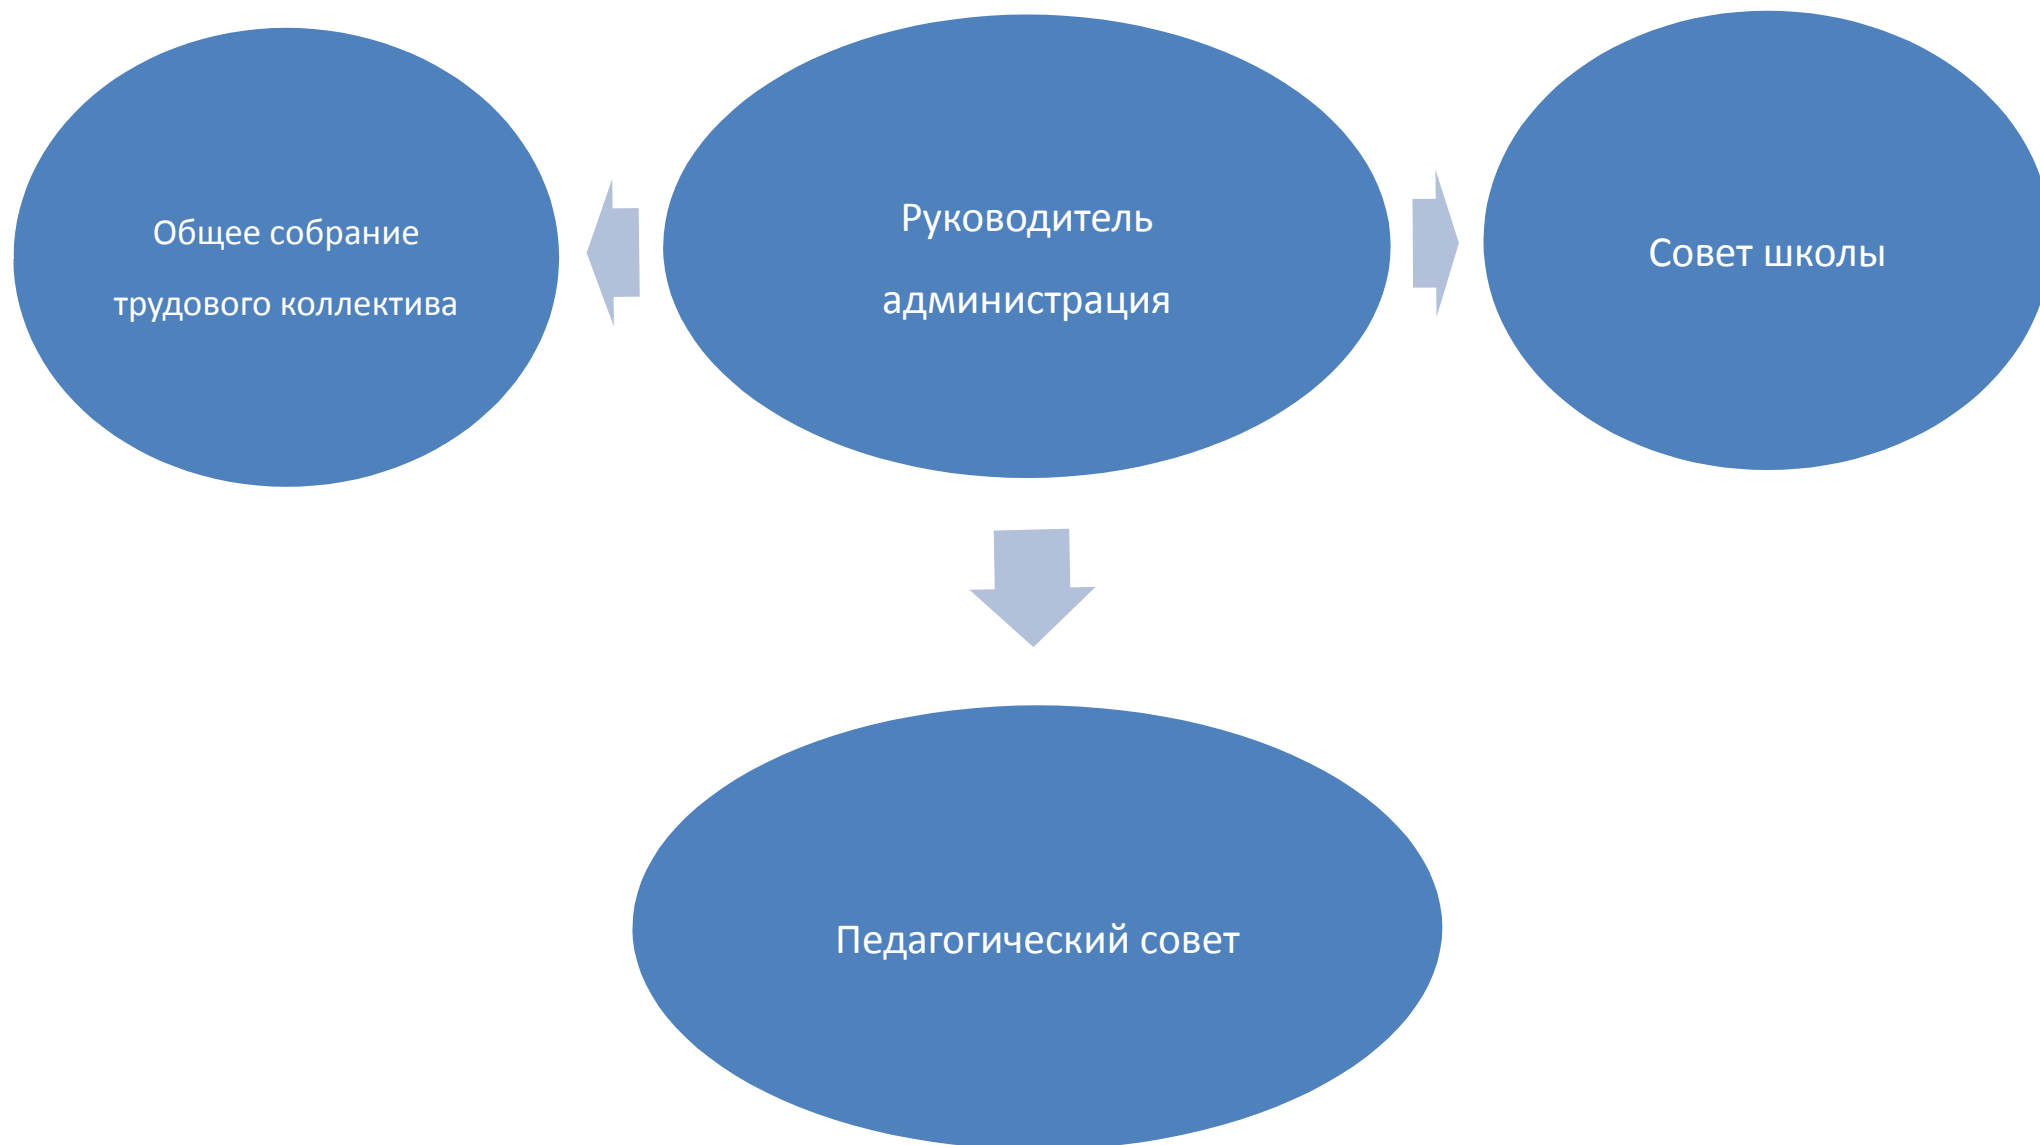 Общее собрание
трудового коллектива
Руководитель
администрация
Совет школы
Педагогический совет